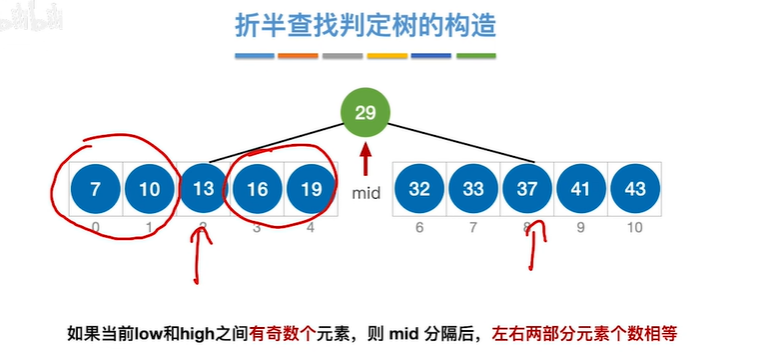 折半查找判定树的构造
29
7 10 13 16 19 mid 32 33 37 41 43
0 1 2 3 4 6 7 8 9 10
如果当前low和high之间有奇数个元素，则 mid 分隔后，左右两部分元素个数相等